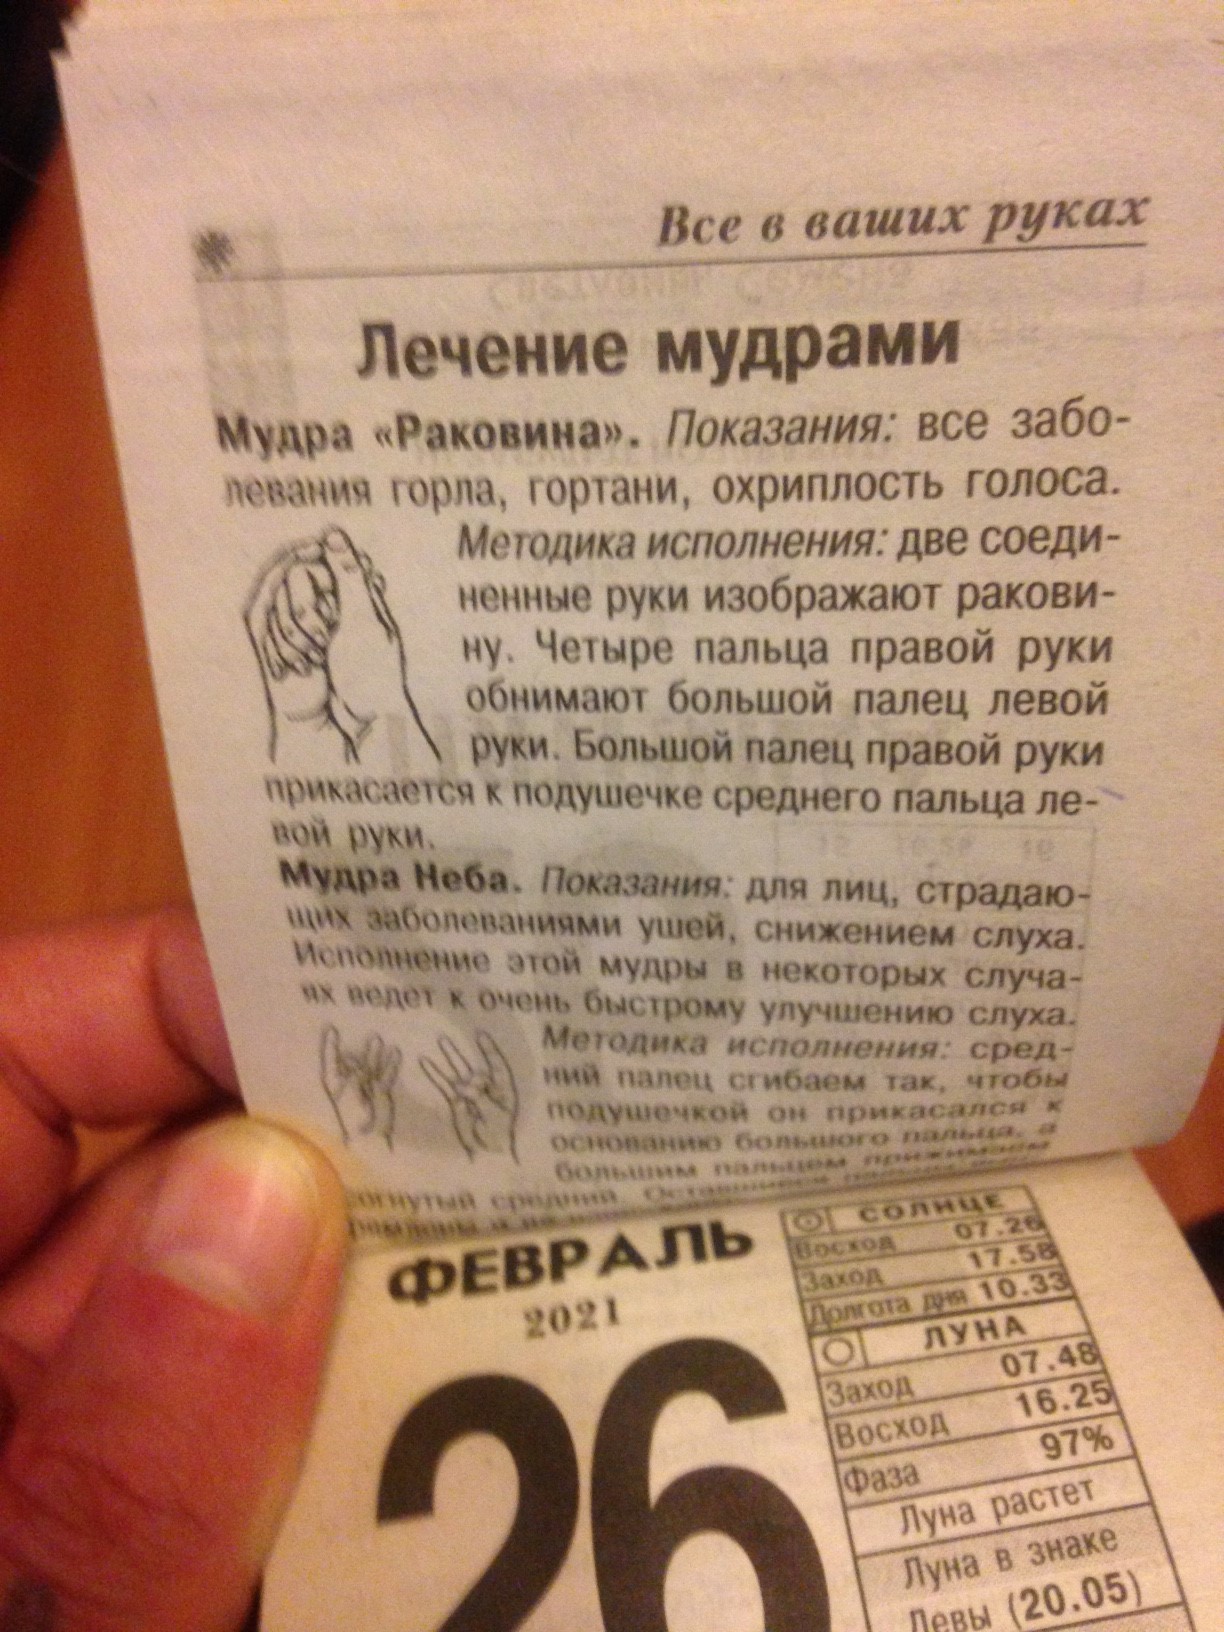 Все в ваших руках
Лечение мудрами
Мудра «Раковина». Показания: все забо-
левания горла, гортани, охриплость голоса.
Методика исполнения: две соеди-
ненные руки изображают ракови-
ну. Четыре пальца правой руки
обнимают большой палец левой
руки. Большой палец правой руки
прикасается к подушечке среднего пальца ле-
вой руки.
Мудра Неба. Показания: для лиц, страдаю-
щих заболеваниями ушей, снижением слуха.
Исполнение этой мудры в некоторых случа-
ях ведет к очень быстрому улучшению слуха.
Методика исполнения: сред-
ний палец сгибаем так, чтобы
подушечкой он прикасался к
основанию большого пальца, а
большим пальцем прижимаем
согнутый средний. Оставшиеся
ФЕВРАЛЬ
2021
26
СОЛНЦЕ
Восход 07.26
Заход 17.58
Долгота дня 10.33
ЛУНА
Заход 07.48
Восход 16.25
Фаза 97%
Луна растет
Луна в знаке
Девы (20.05)